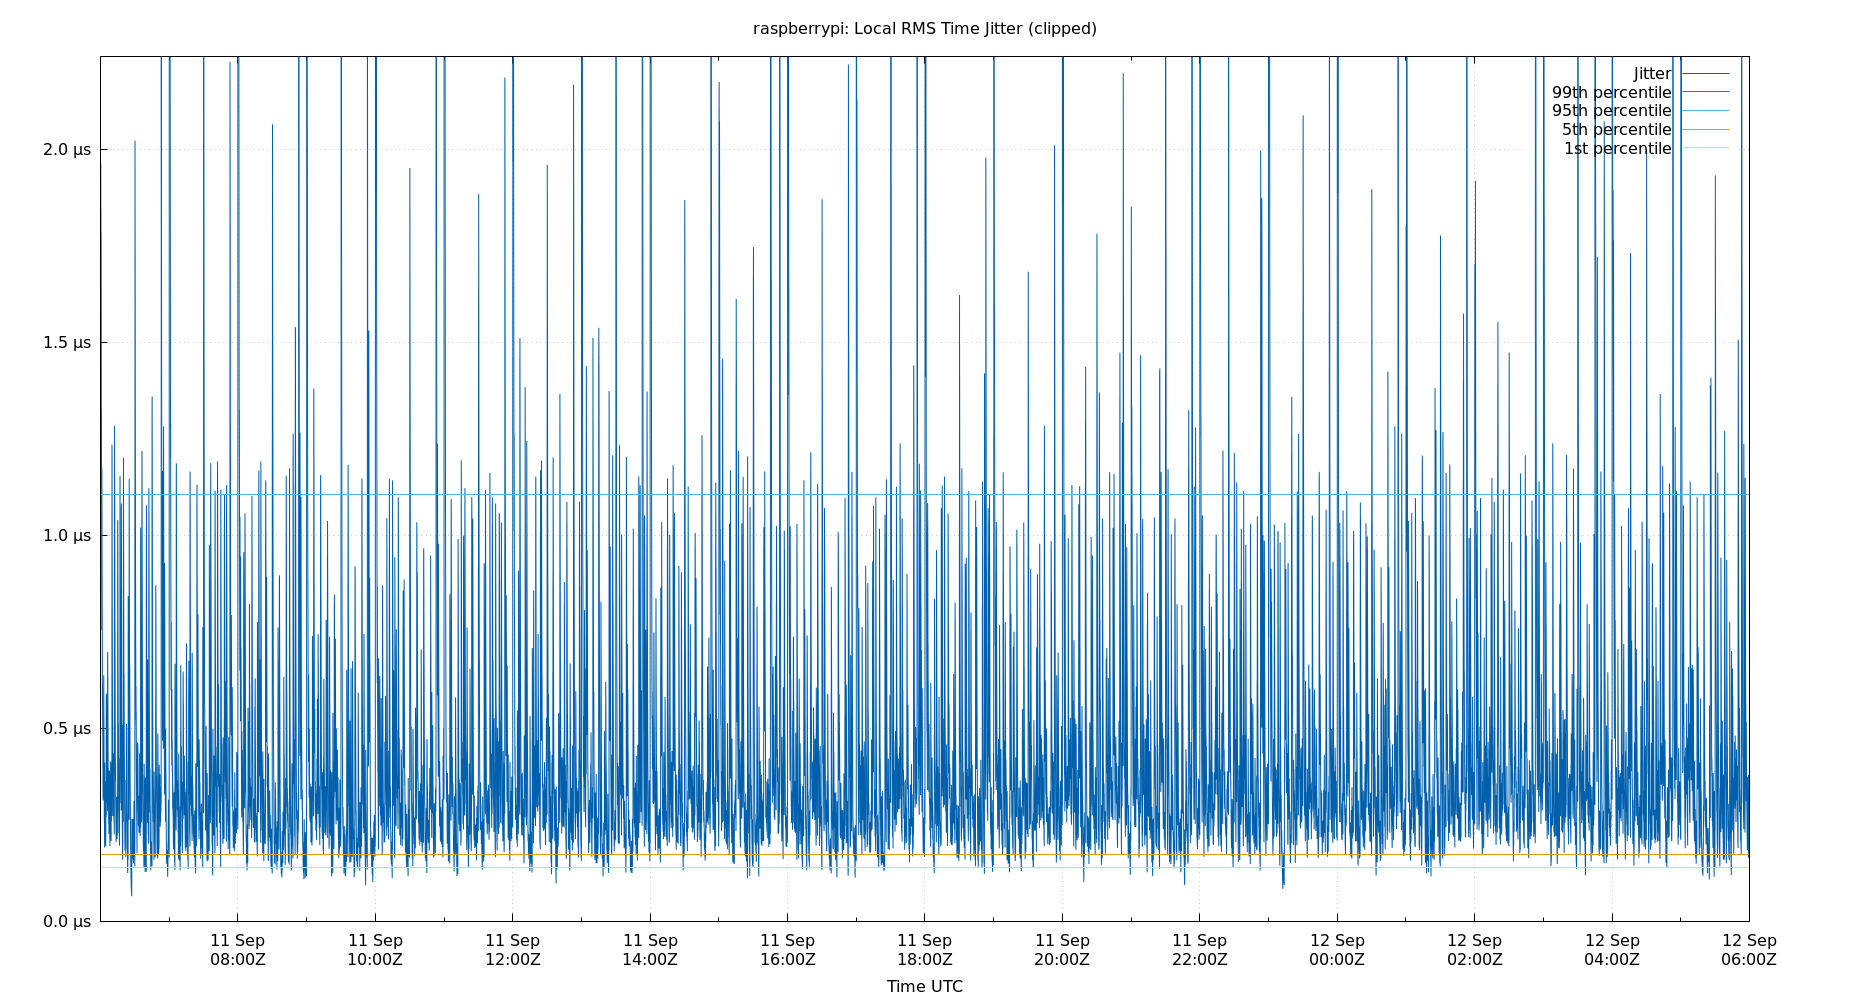 raspberrypi: Local RMS Time Jitter (clipped)
Jitter
99th percentile
95th percentile
5th percentile
1st percentile
2.0 µs
1.5 µs
1.0 µs
0.5 µs
0.0 µs
11 Sep 11 Sep 11 Sep 11 Sep 11 Sep 11 Sep 11 Sep 11 Sep 12 Sep 12 Sep 12 Sep 12 Sep
08:00Z 10:00Z 12:00Z 14:00Z 16:00Z 18:00Z 20:00Z 22:00Z 00:00Z 02:00Z 04:00Z 06:00Z
Time UTC